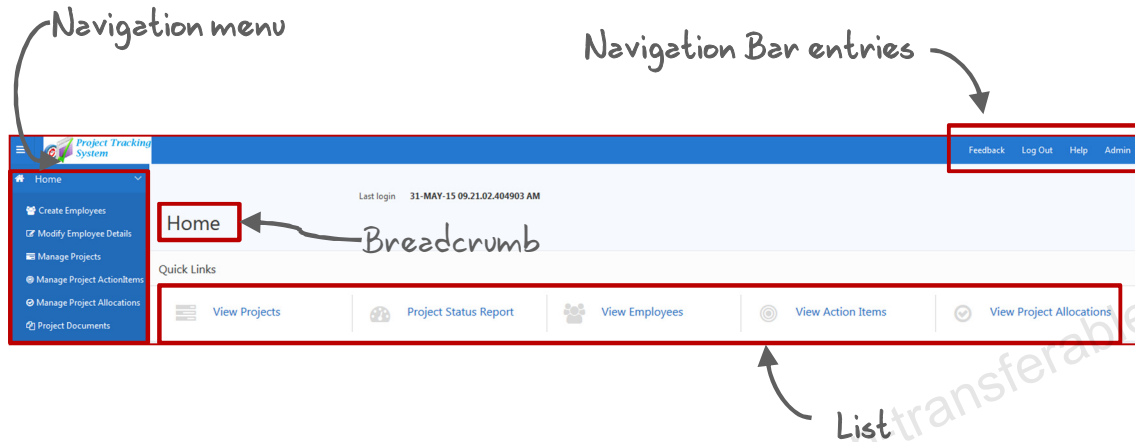 Navigation menu
Navigation Bar entries
Project Tracking
System
Feedback Log Out Help Admin
Home
Last login 31-MAY-15 09.21.02.404903 AM
Create Employees
Home
Modify Employee Details
Breadcrumb
Manage Projects
Quick Links
Manage Project ActionItems
Manage Project Allocations
View Projects Project Status Report View Employees View Action Items View Project Allocations
Project Documents
List